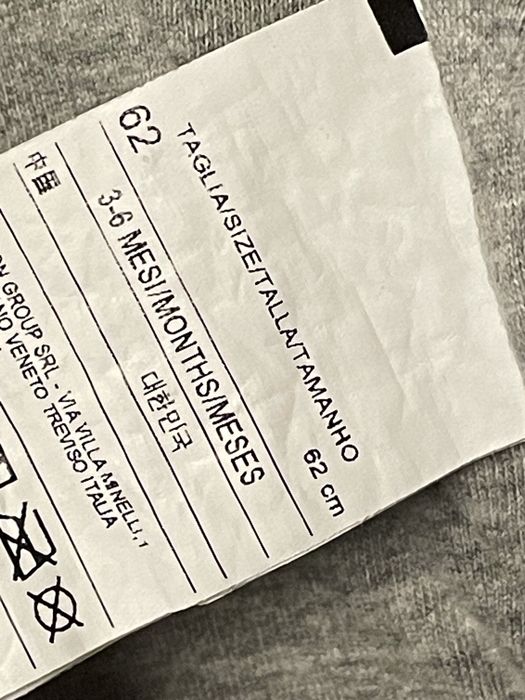 TAGLIA/SIZE/TALLA/TAMANHO
62 62 cm
3-6 MESI/MONTHS/MESES
中国 대한민국
GROUP SRL - VIA VILLA MINELLI, 1
VENETO TREVISO ITALIA